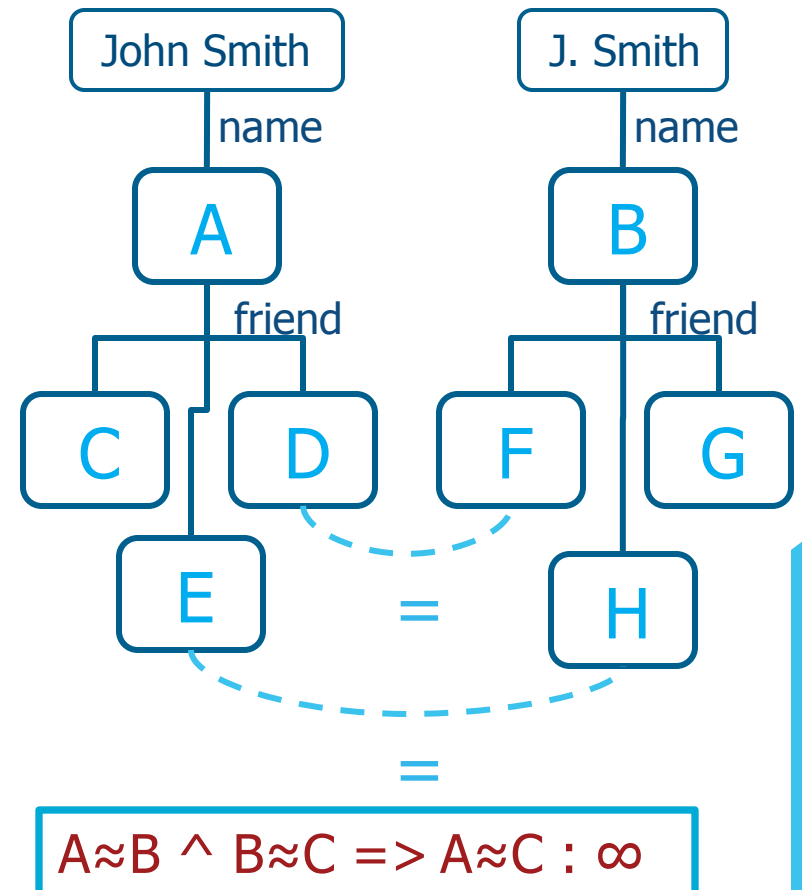 John Smith
J. Smith
name
name
A
B
friend
friend
C
D
F
G
E
H
=
=
A≈B ^ B≈C => A≈C : ∞